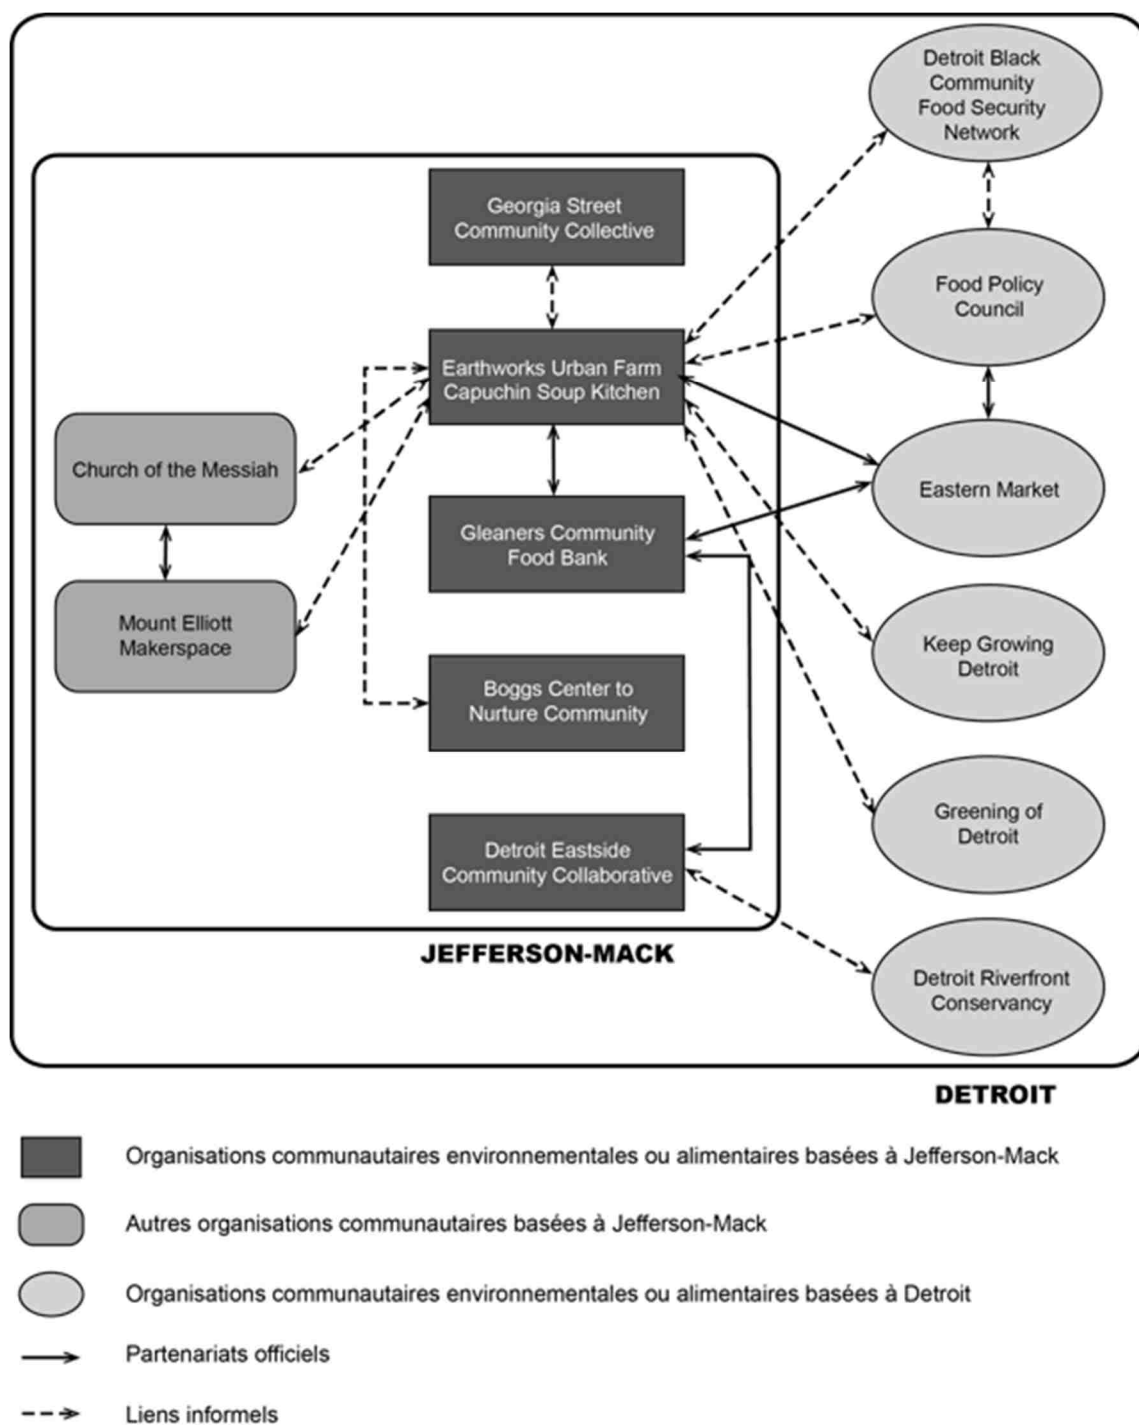 Detroit Black
Community
Food Security
Network
Georgia Street
Community Collective
Food Policy
Council
Earthworks Urban Farm
Capuchin Soup Kitchen
Church of the Messiah
Eastern Market
Gleaners Community
Food Bank
Mount Elliott
Makerspace
Keep Growing
Detroit
Boggs Center to
Nurture Community
Greening of
Detroit
Detroit Eastside
Community Collaborative
JEFFERSON-MACK
Detroit Riverfront
Conservancy
DETROIT
Organisations communautaires environnementales ou alimentaires basées à Jefferson-Mack
Autres organisations communautaires basées à Jefferson-Mack
Organisations communautaires environnementales ou alimentaires basées à Detroit
Partenariats officiels
Liens informels